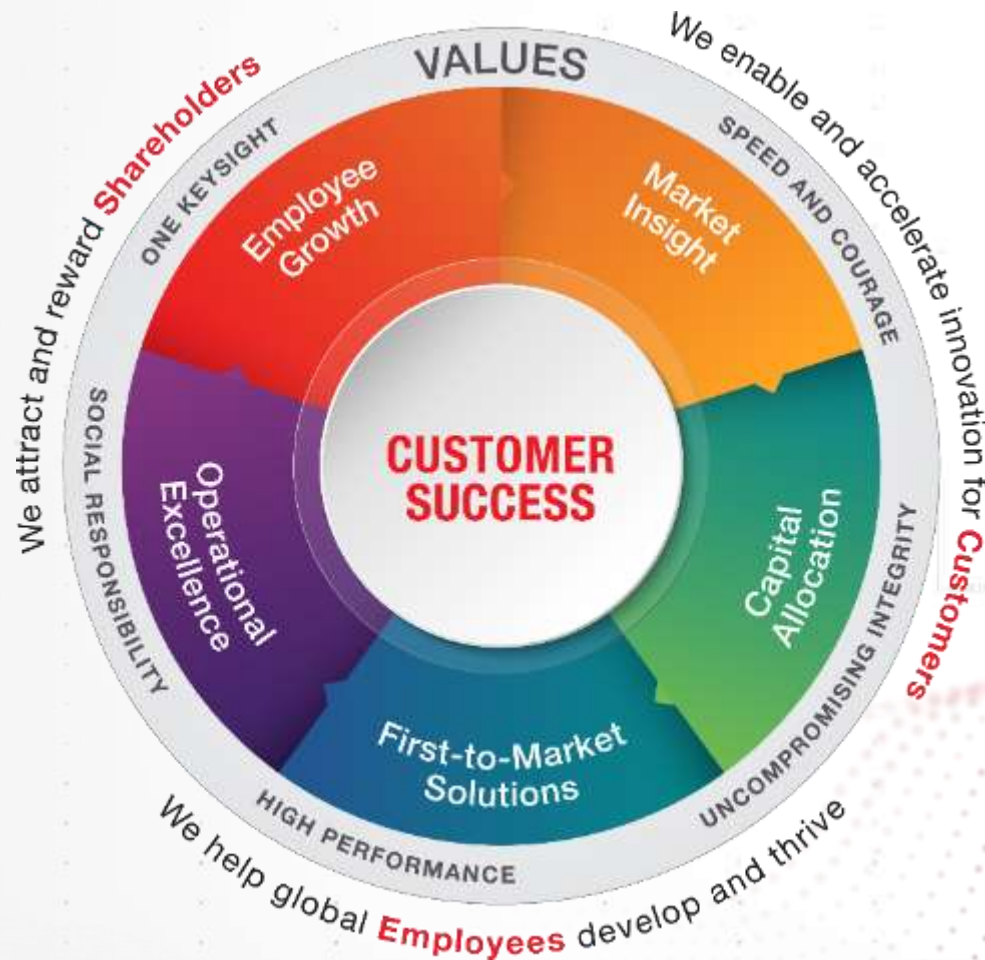 VALUES
We enable and accelerate innovation for Customers
SPEED AND COURAGE
UNCOMPROMISING INTEGRITY
HIGH PERFORMANCE
SOCIAL RESPONSIBILITY
ONE KEYSIGHT
We help global Employees develop and thrive
We attract and reward Shareholders
Market
Insight
Capital
Allocation
First-to-Market
Solutions
Operational
Excellence
Employee
Growth
CUSTOMER
SUCCESS